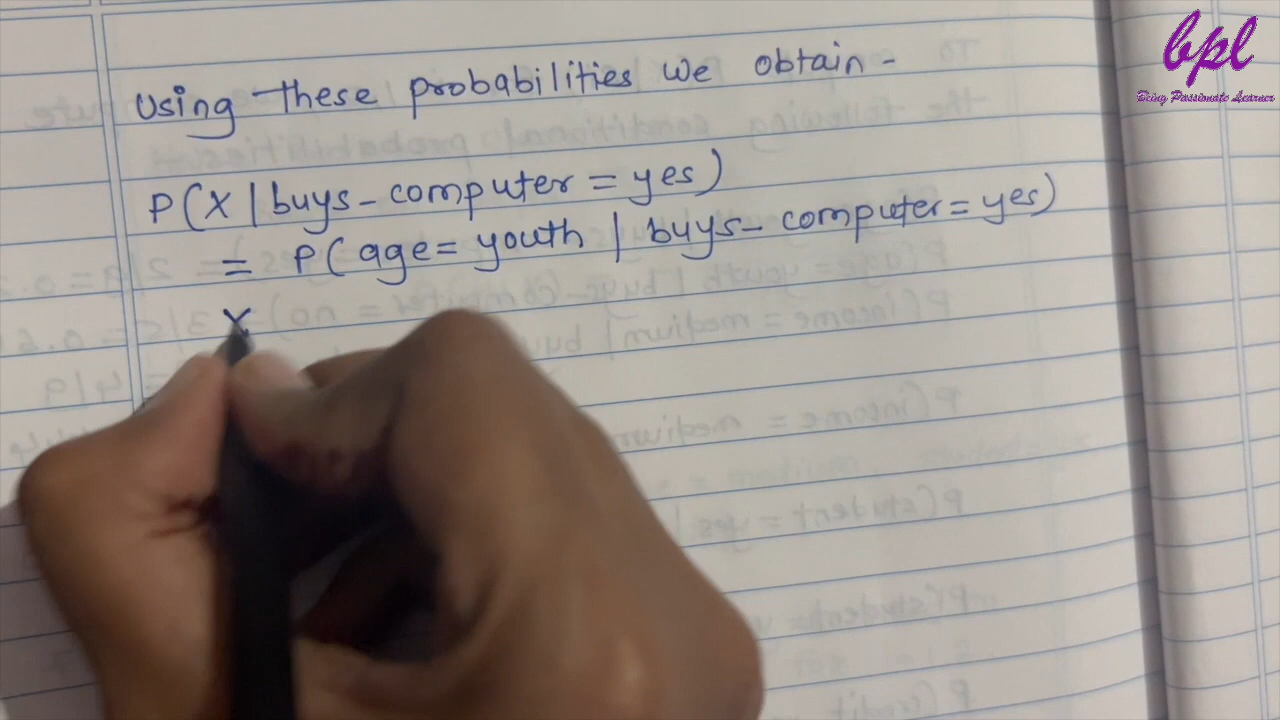 bpl
Being Passionate Learner
Using these probabilities we obtain -
P(X | buys - computer = yes)
= P(age = youth | buys - computer = yes)
x